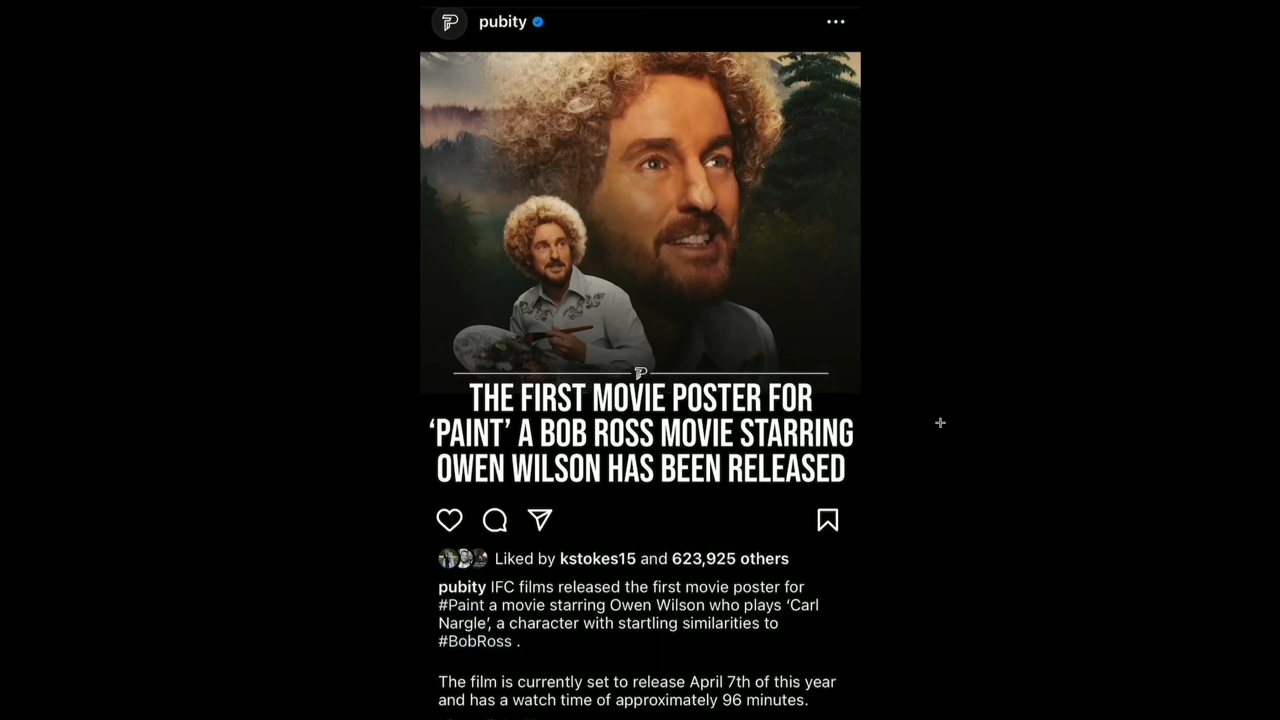 pubity
THE FIRST MOVIE POSTER FOR
‘PAINT’ A BOB ROSS MOVIE STARRING
OWEN WILSON HAS BEEN RELEASED
Liked by kstokes15 and 623,925 others
pubity IFC films released the first movie poster for
#Paint a movie starring Owen Wilson who plays ‘Carl
Nargle’, a character with startling similarities to
#BobRoss .
The film is currently set to release April 7th of this year
and has a watch time of approximately 96 minutes.